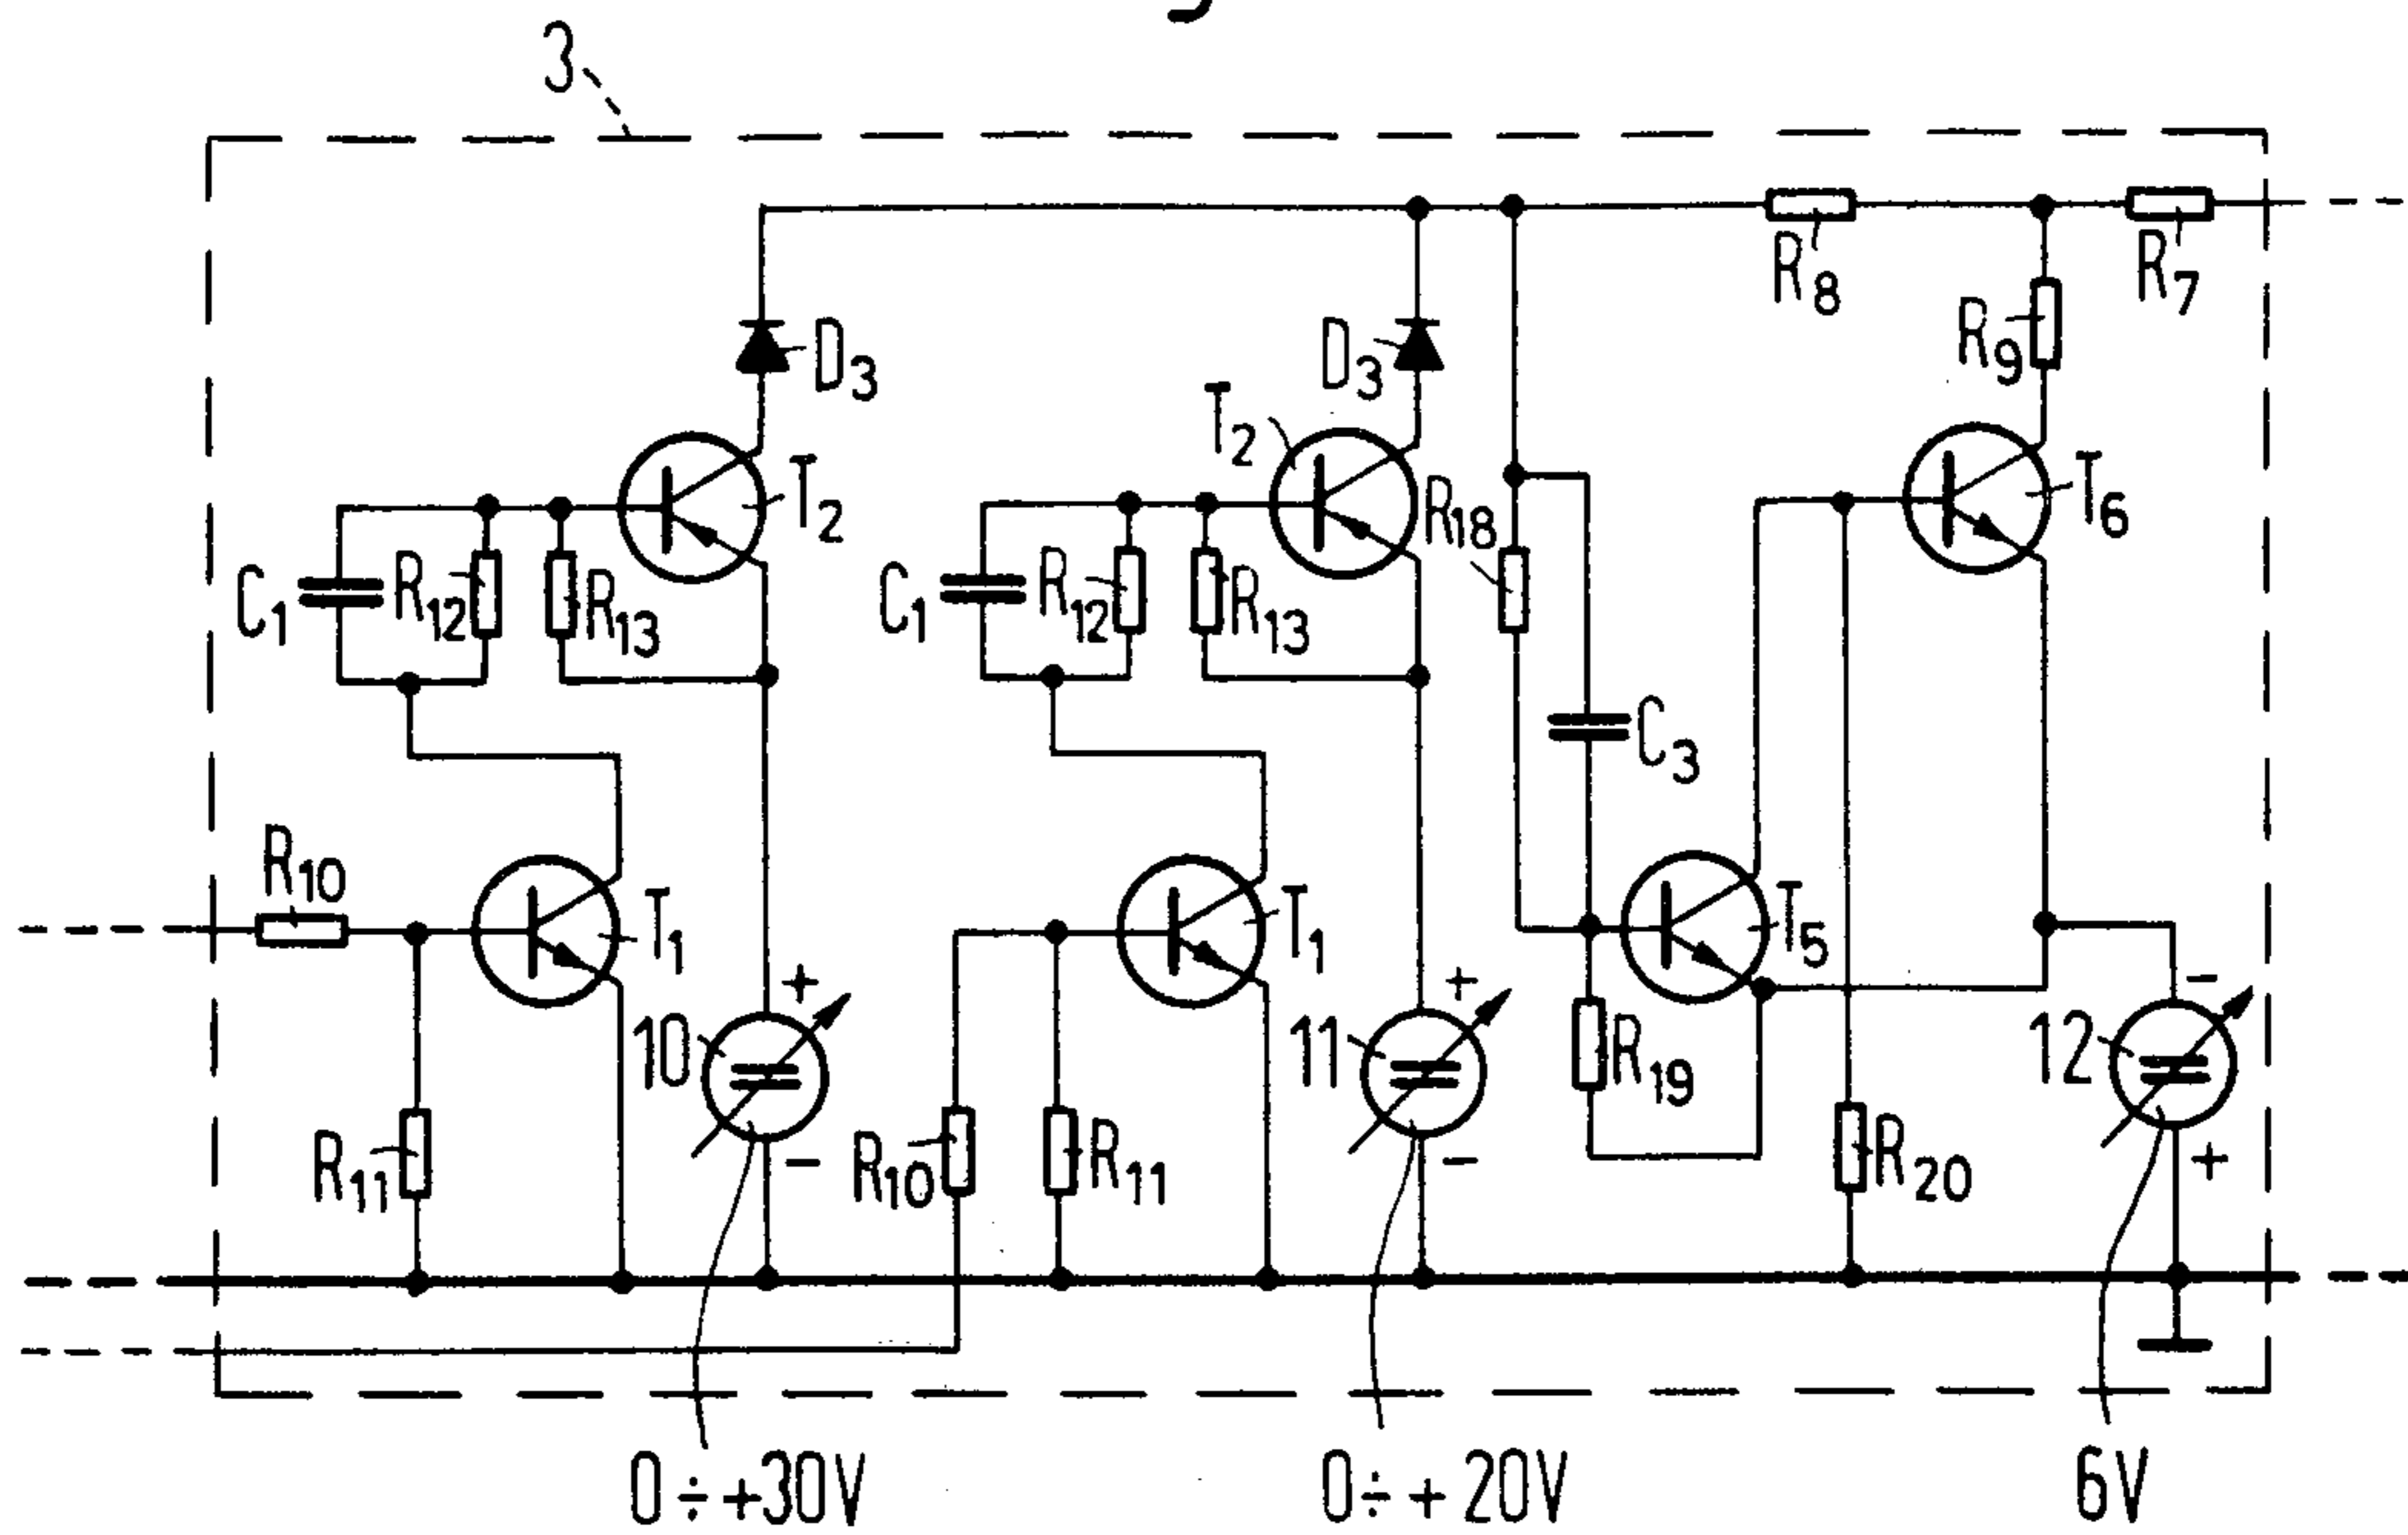 3
R8
R7
D3
D3
R9
T2
T2
R18
T6
C1
R12
R13
C1
R12
R13
C3
R10
T1
T1
T5
+
+
-
10
11
R19
12
R11
-
R10
R11
-
R20
+
0÷+30V
0÷+20V
6V